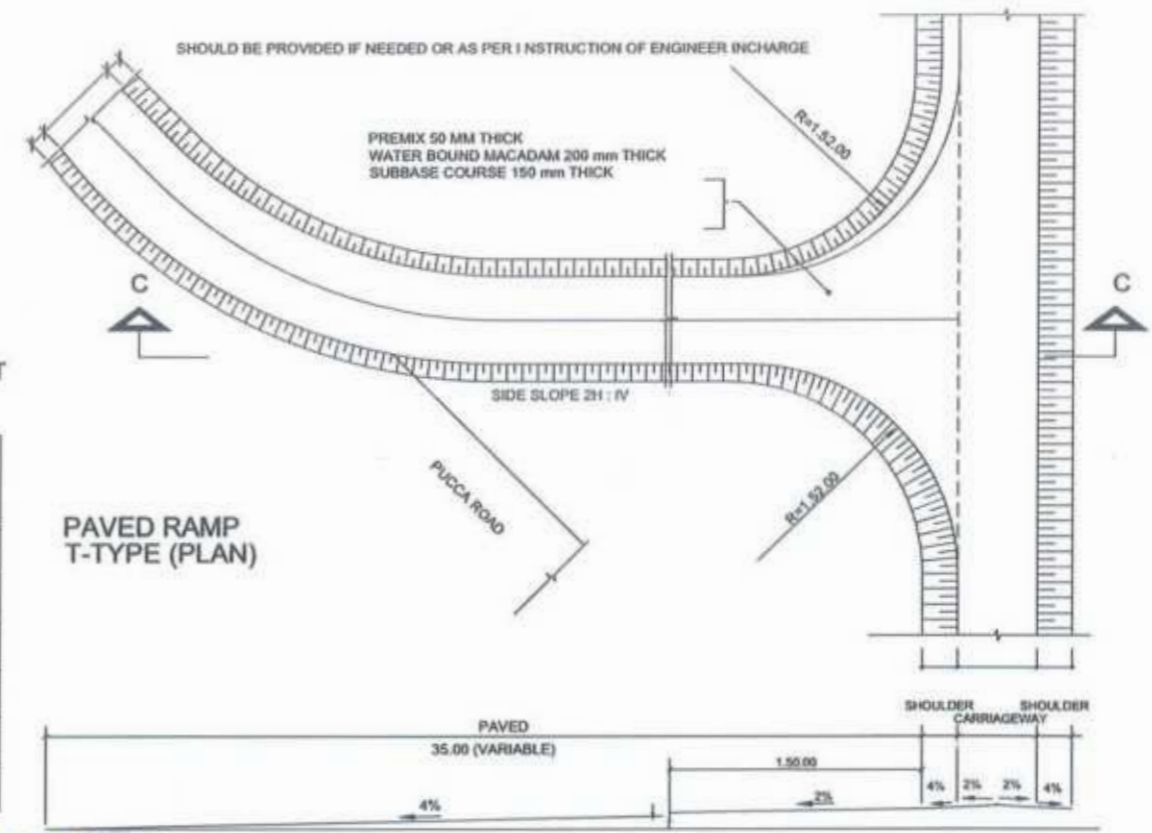 SHOULD BE PROVIDED IF NEEDED OR AS PER I NSTRUCTION OF ENGINEER INCHARGE
R=1.52.00
PREMIX 50 MM THICK
WATER BOUND MACADAM 200 mm THICK
SUBBASE COURSE 150 mm THICK
C
C
SIDE SLOPE 2H : IV
PUCCA ROAD
R=1.52.00
PAVED RAMP
T-TYPE (PLAN)
SHOULDER
SHOULDER
CARRIAGEWAY
PAVED
35.00 (VARIABLE)
1.50.00
4%
2%
4%
2%
2%
4%